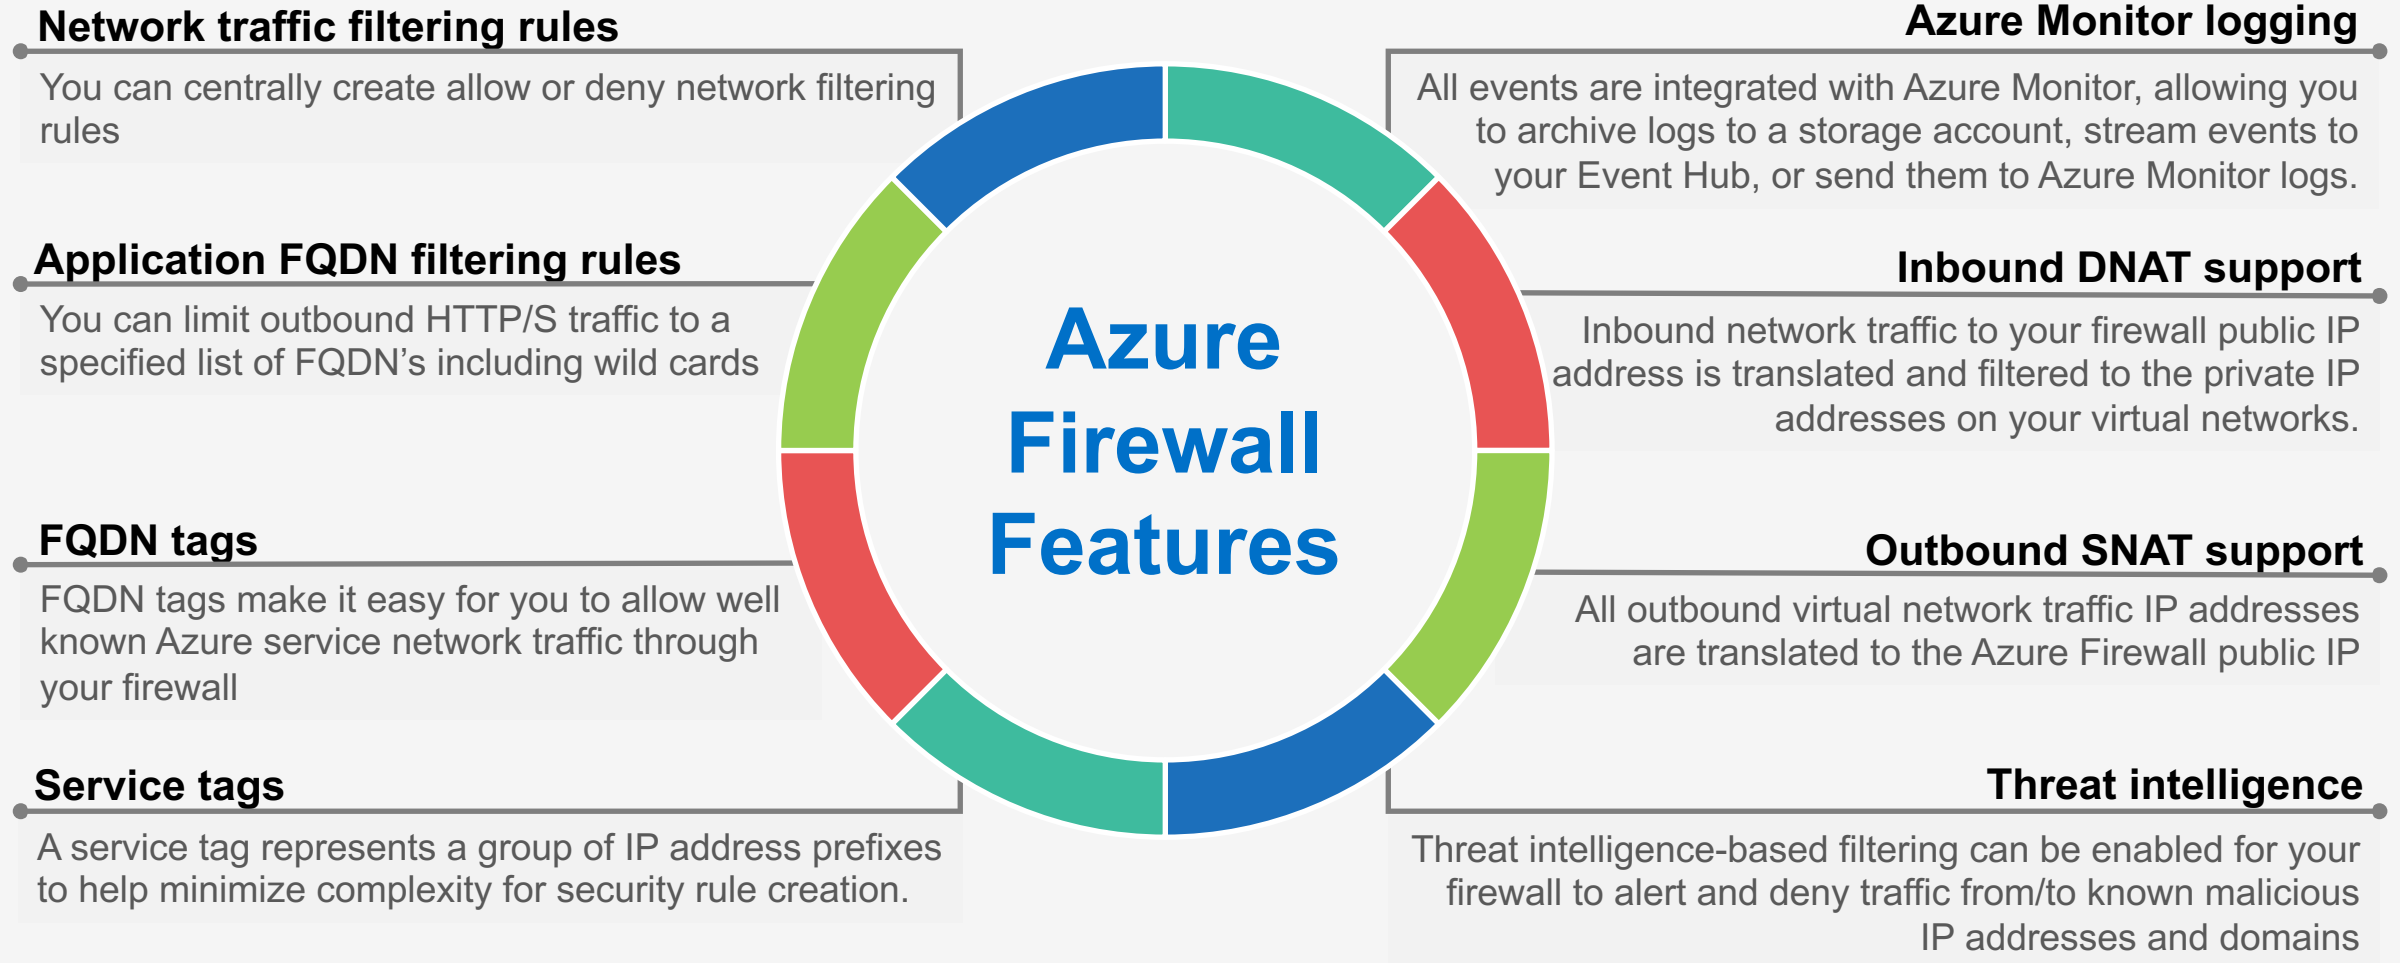 Network traffic filtering rules
You can centrally create allow or deny network filtering
rules
Application FQDN filtering rules
You can limit outbound HTTP/S traffic to a
specified list of FQDN’s including wild cards
FQDN tags
FQDN tags make it easy for you to allow well
known Azure service network traffic through
your firewall
Service tags
A service tag represents a group of IP address prefixes
to help minimize complexity for security rule creation.
Azure
Firewall
Features
Azure Monitor logging
All events are integrated with Azure Monitor, allowing you
to archive logs to a storage account, stream events to
your Event Hub, or send them to Azure Monitor logs.
Inbound DNAT support
Inbound network traffic to your firewall public IP
address is translated and filtered to the private IP
addresses on your virtual networks.
Outbound SNAT support
All outbound virtual network traffic IP addresses
are translated to the Azure Firewall public IP
Threat intelligence
Threat intelligence-based filtering can be enabled for your
firewall to alert and deny traffic from/to known malicious
IP addresses and domains